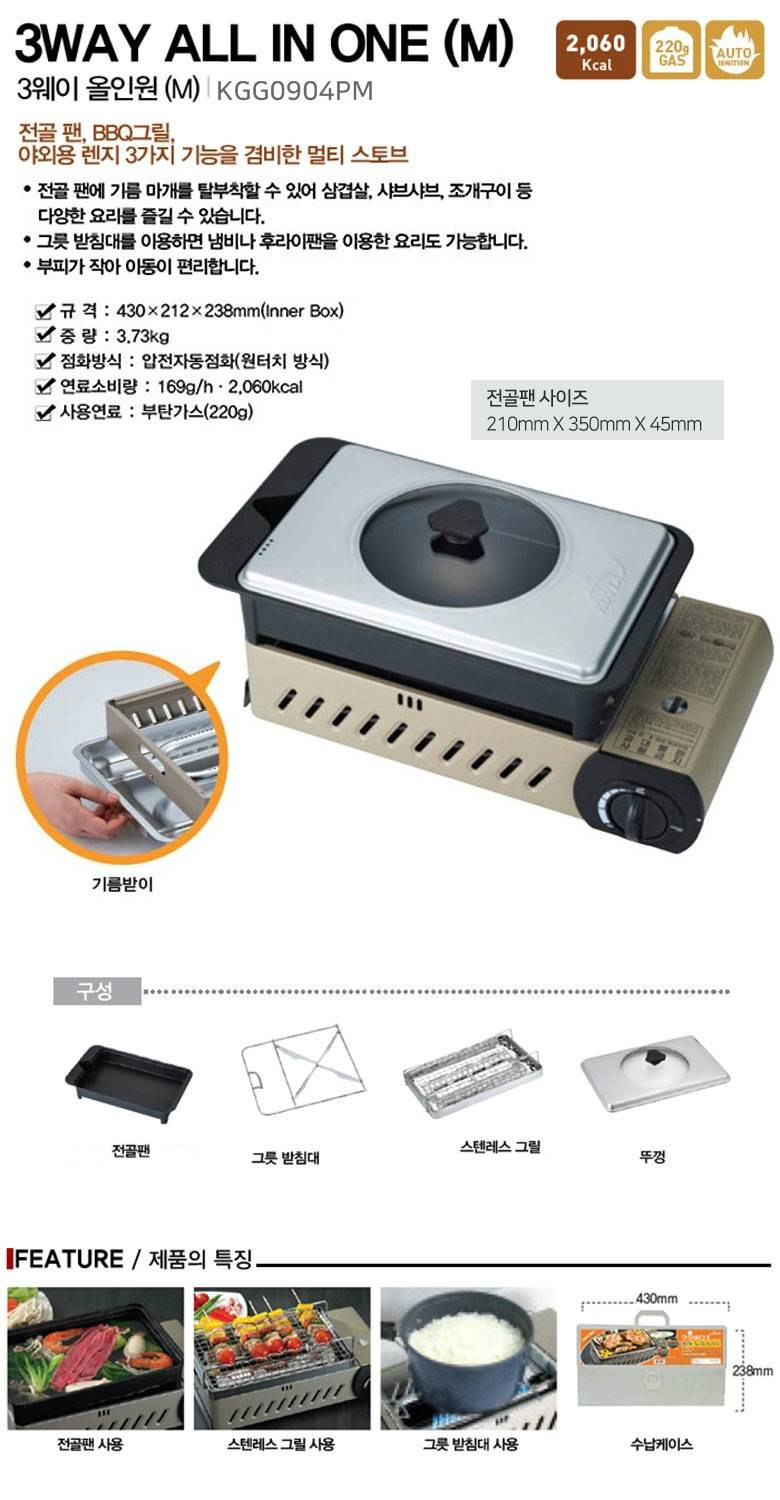 3WAY ALL IN ONE (M)
2,060
Kcal
220g
GAS
AUTO
IGNITION
3웨이 올인원 (M) | KGG0904PM
전골 팬, BBQ그릴,
야외용 렌지 3가지 기능을 겸비한 멀티 스토브
• 전골 팬에 기름 마개를 탈부착할 수 있어 삼겹살, 샤브샤브, 조개구이 등
다양한 요리를 즐길 수 있습니다.
• 그릇 받침대를 이용하면 냄비나 후라이팬을 이용한 요리도 가능합니다.
• 부피가 작아 이동이 편리합니다.
규 격 : 430×212×238mm(Inner Box)
중 량 : 3.73kg
점화방식 : 압전자동점화(원터치 방식)
연료소비량 : 169g/h · 2,060kcal
사용연료 : 부탄가스(220g)
전골팬 사이즈
210mm X 350mm X 45mm
KOVEA
기름받이
구성
전골팬
그릇 받침대
스텐레스 그릴
뚜껑
FEATURE / 제품의 특징
430mm
238mm
전골팬 사용
스텐레스 그릴 사용
그릇 받침대 사용
수납케이스